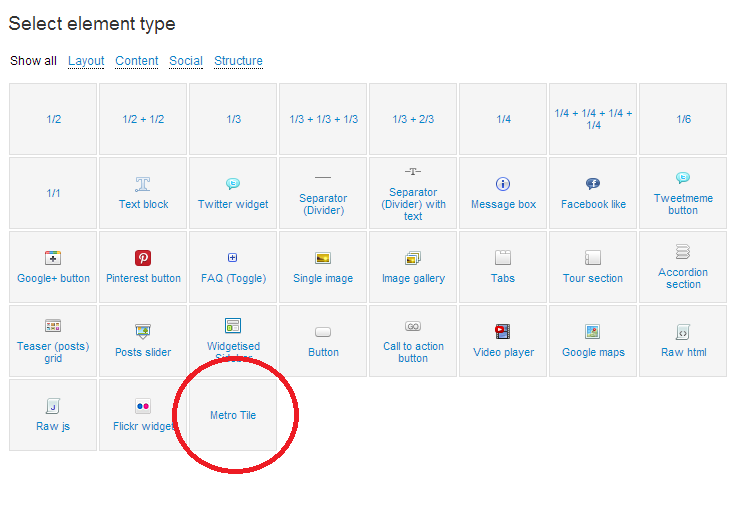 Select element type
Show all Layout Content Social Structure
1/2
1/2 + 1/2
1/3
1/3 + 1/3 + 1/3
1/3 + 2/3
1/4
1/4 + 1/4 + 1/4 +
1/4
1/6
1/1
Text block
Twitter widget
Separator
(Divider)
Separator
(Divider) with
text
Message box
Facebook like
Tweetmeme
button
Google+ button
Pinterest button
FAQ (Toggle)
Single image
Image gallery
Tabs
Tour section
Accordion
section
Teaser (posts)
grid
Posts slider
Widgetised
Sidebar
Button
GO
Call to action
button
Video player
Google maps
Raw html
Raw js
Flickr widget
Metro Tile